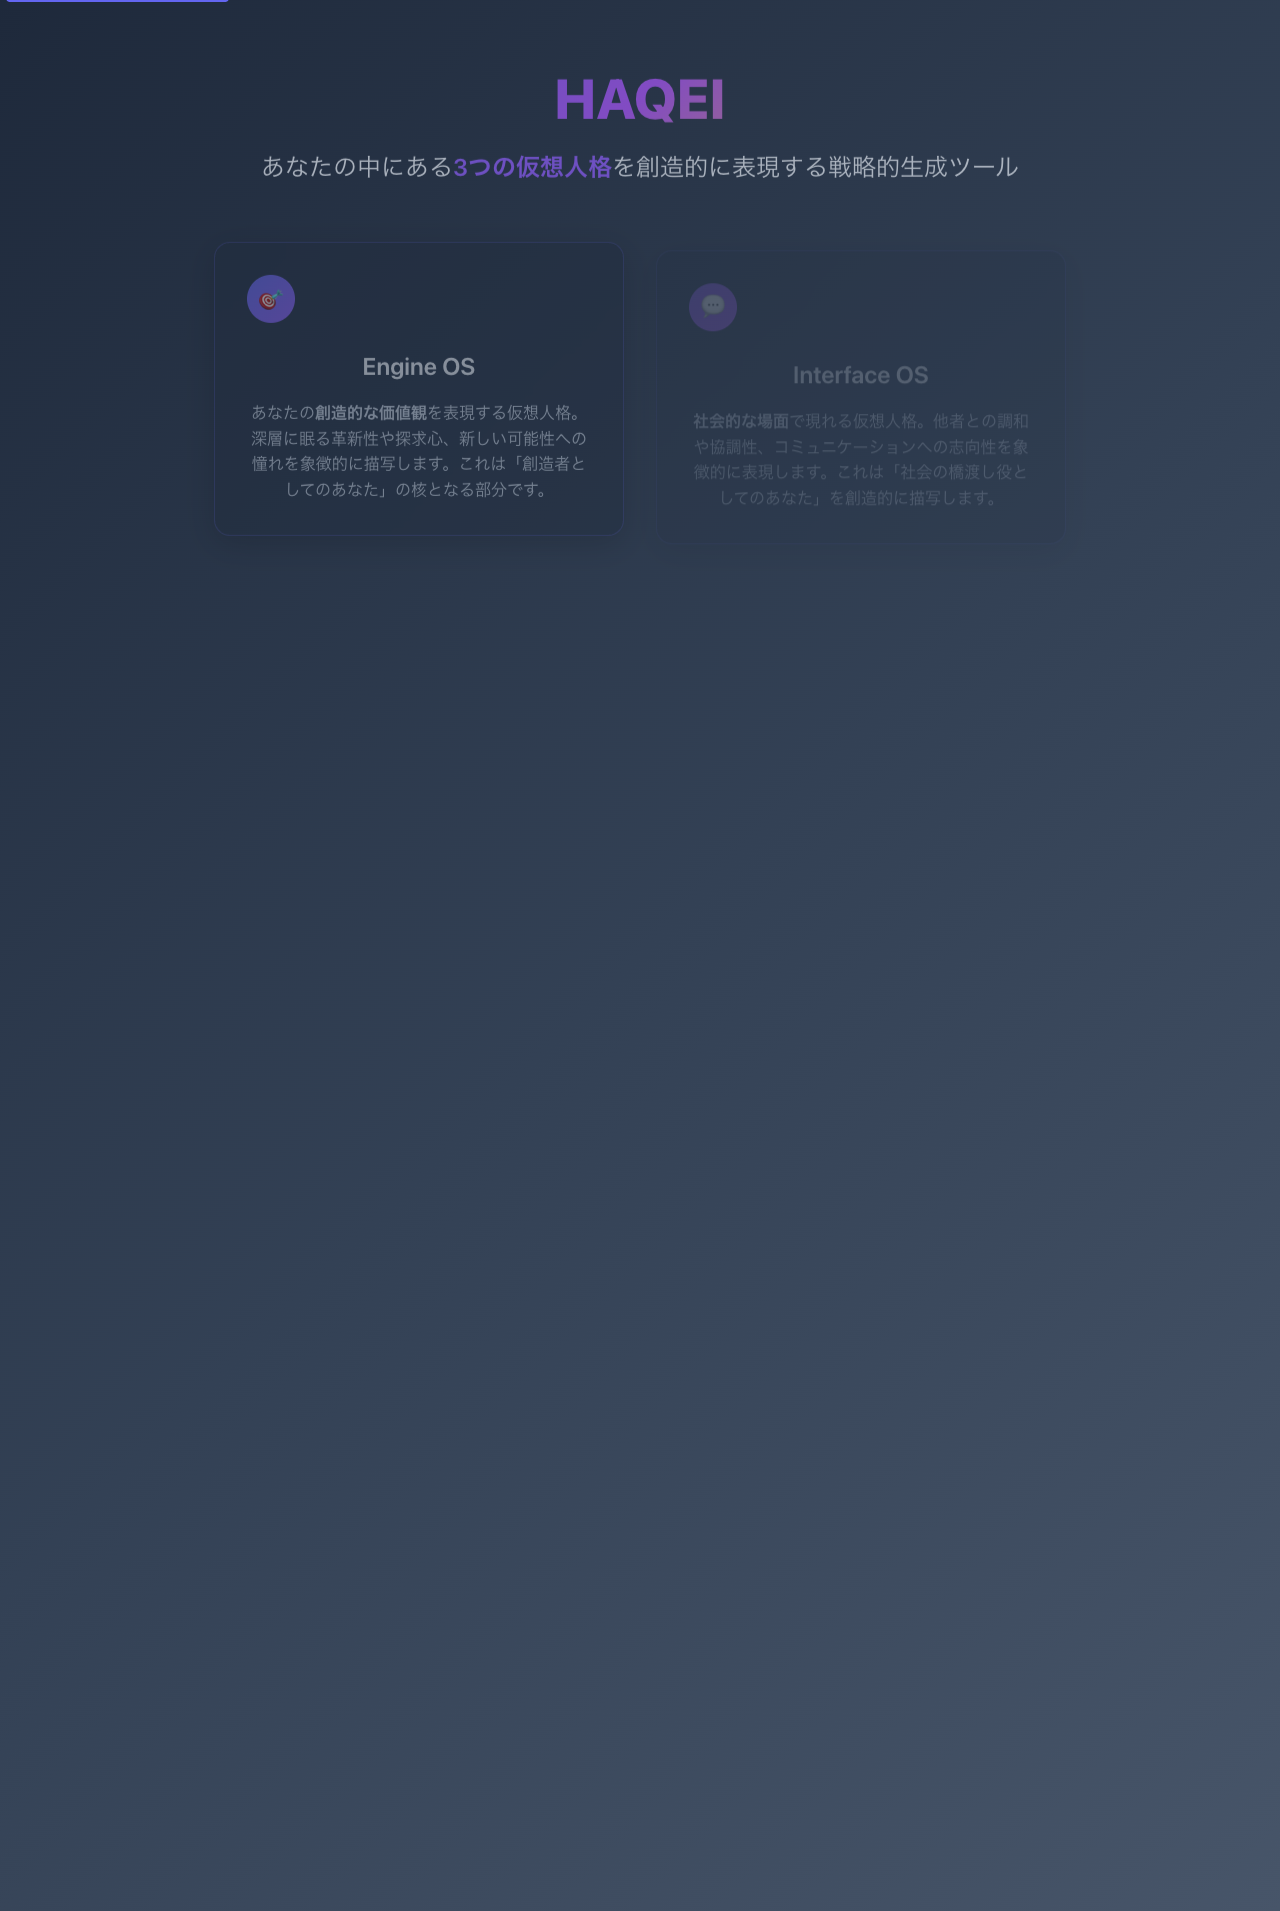 HAQEI
あなたの中にある3つの仮想人格を創造的に表現する戦略的生成ツール
Engine OS
あなたの創造的な価値観を表現する仮想人格。
深層に眠る革新性や探求心、新しい可能性への
憧れを象徴的に描写します。これは「創造者と
してのあなた」の核となる部分です。
Interface OS
社会的な場面で現れる仮想人格。他者との調和
や協調性、コミュニケーションへの志向性を象
徴的に表現します。これは「社会の橋渡し役と
してのあなた」を創造的に描写します。